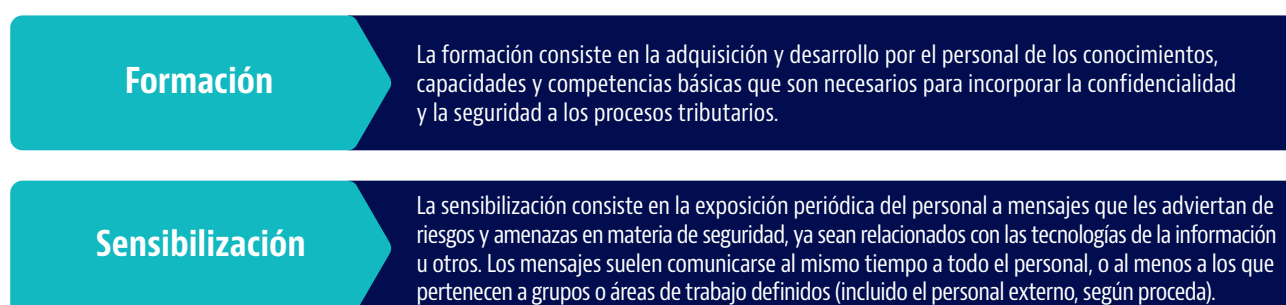 Formación
La formación consiste en la adquisición y desarrollo por el personal de los conocimientos,
capacidades y competencias básicas que son necesarios para incorporar la confidencialidad
y la seguridad a los procesos tributarios.
Sensibilización
La sensibilización consiste en la exposición periódica del personal a mensajes que les adviertan de
riesgos y amenazas en materia de seguridad, ya sean relacionados con las tecnologías de la información
u otros. Los mensajes suelen comunicarse al mismo tiempo a todo el personal, o al menos a los que
pertenecen a grupos o áreas de trabajo definidos (incluido el personal externo, según proceda).